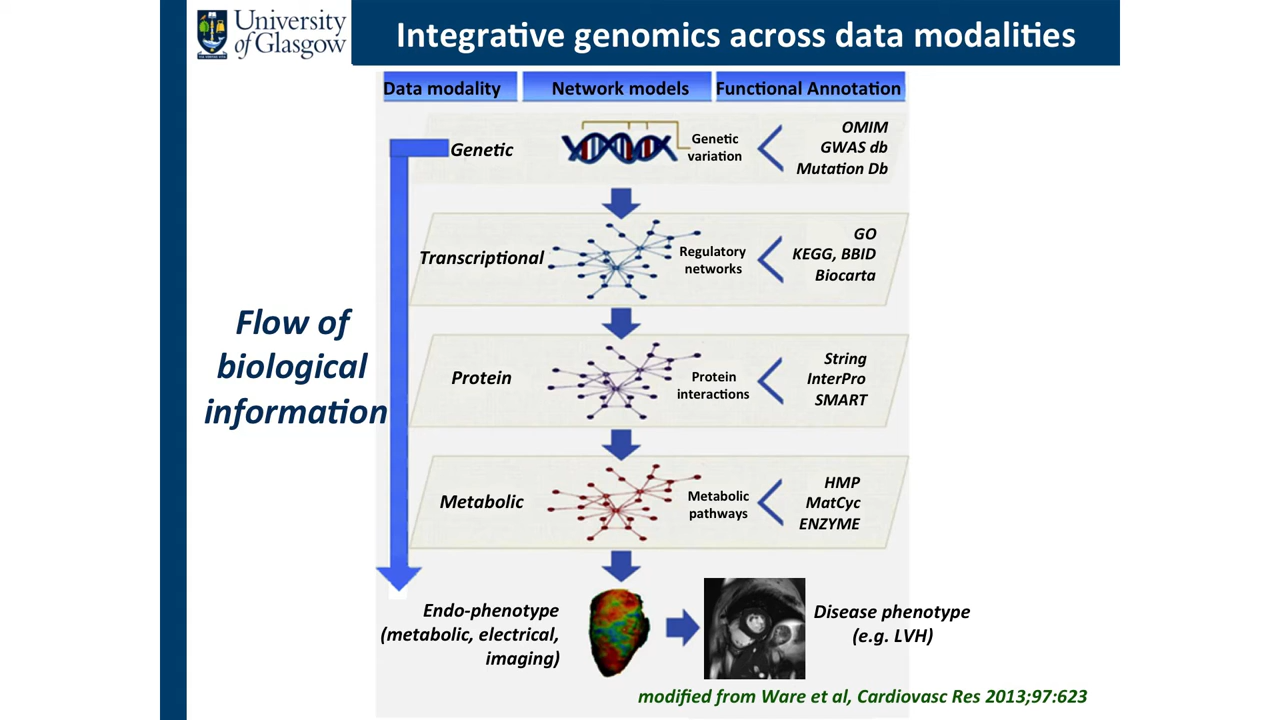 University
of Glasgow
Integrative genomics across data modalities
Data modality
Network models
Functional Annotation
Genetic
Genetic
variation
OMIM
GWAS db
Mutation Db
Transcriptional
Regulatory
networks
GO
KEGG, BBID
Biocarta
Flow of
biological
information
Protein
Protein
interactions
String
InterPro
SMART
Metabolic
Metabolic
pathways
HMP
MatCyc
ENZYME
Endo-phenotype
(metabolic, electrical,
imaging)
Disease phenotype
(e.g. LVH)
modified from Ware et al, Cardiovasc Res 2013;97:623